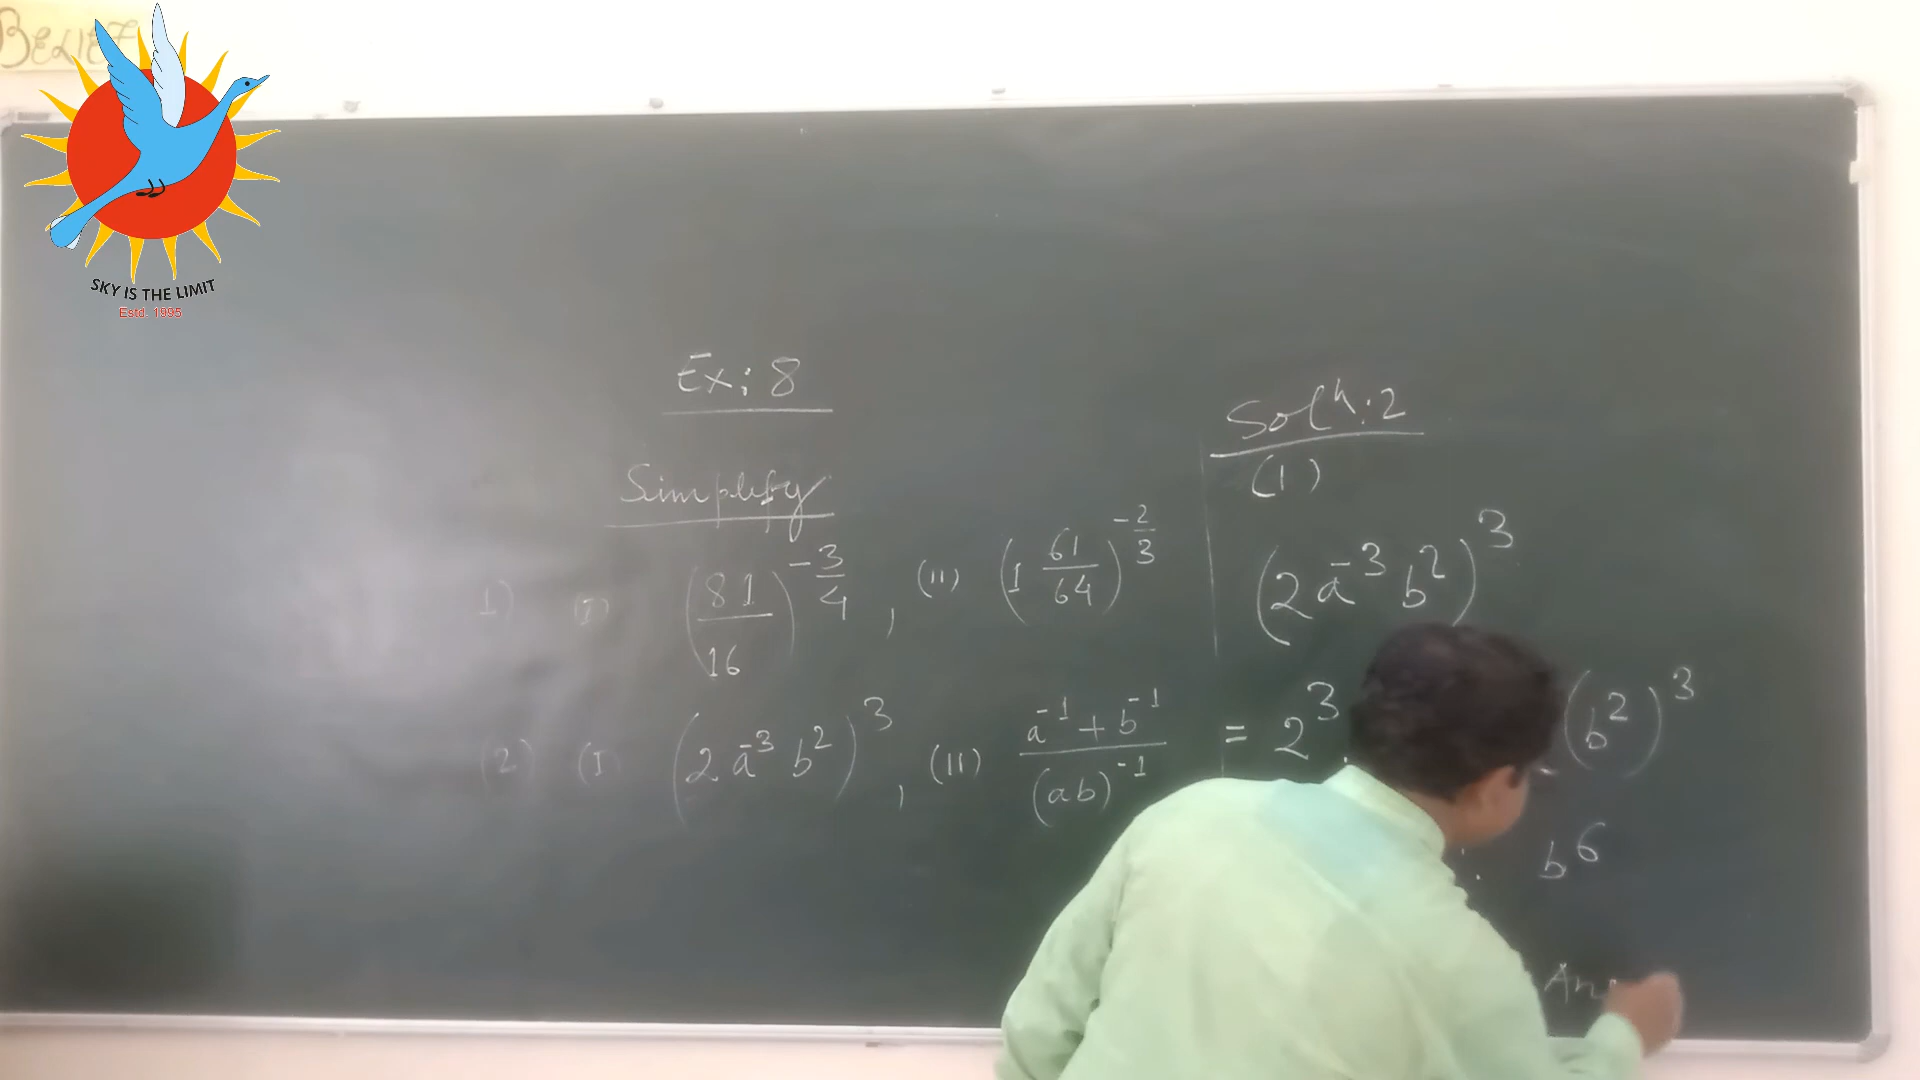 BELIEF
SKY IS THE LIMIT
Estd. 1995
Ex: 8
Simplify
1) (I) (81/16)^-3/4 , (II) (1 61/64)^-2/3
(2) (I) (2a^-3 b^2)^3 , (II) a^-1 + b^-1 / (ab)^-1
Solⁿ: 2
(1)
(2a^-3 b^2)^3
= 2^3 . (b^2)^3
. b^6